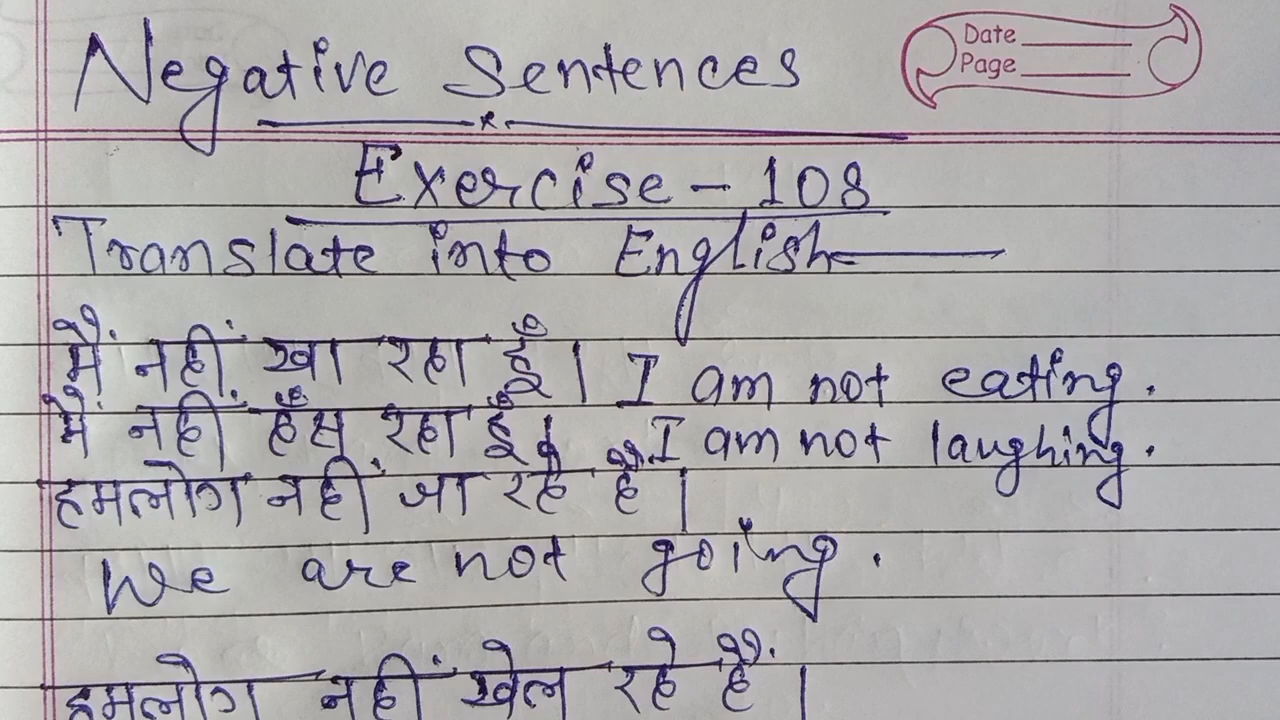 Negative Sentences
Date
Page
Exercise - 108
Translate into English
मैं नहीं खा रहा हूँ। I am not eating.
मैं नहीं हँस रहा हूँ। I am not laughing.
हमलोग नहीं जा रहे हैं।
We are not going.
हमलोग नहीं खेल रहे हैं।